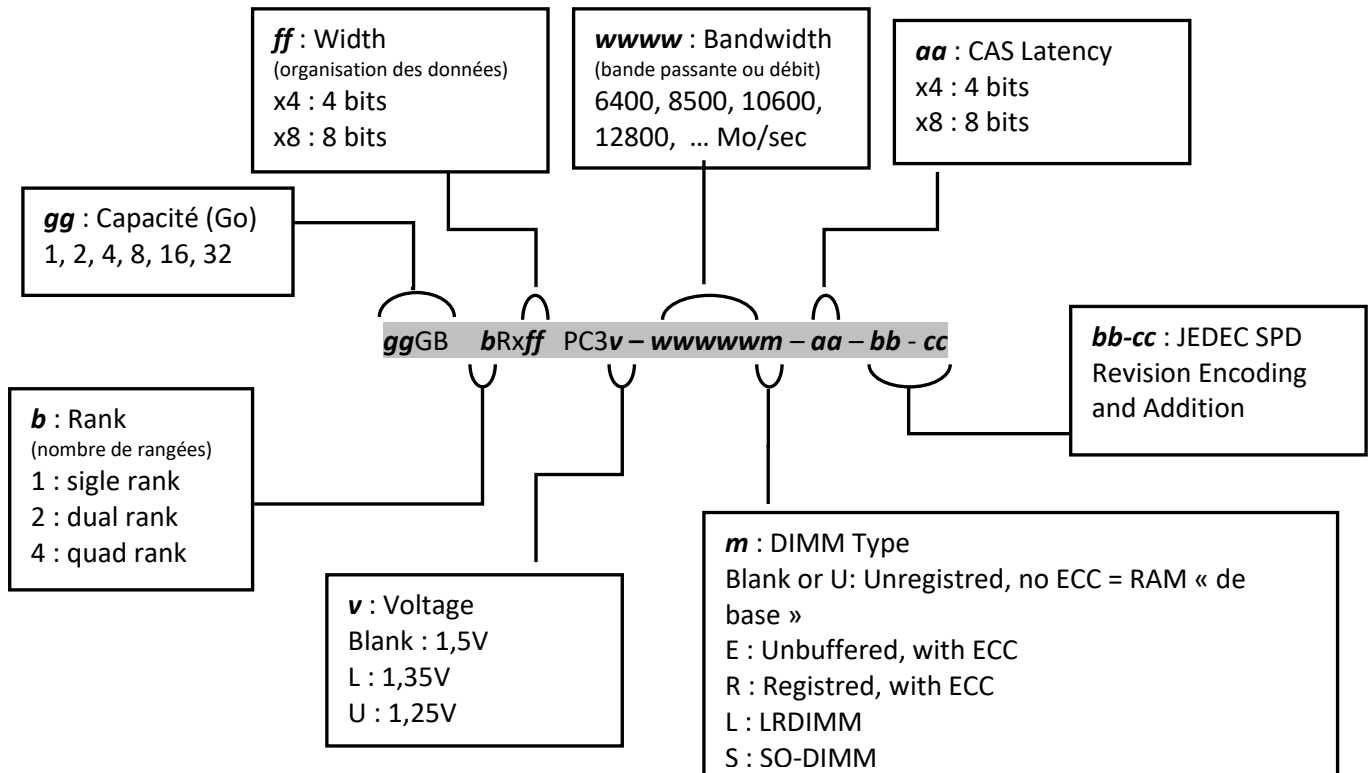 ff : Width
(organisation des données)
x4 : 4 bits
x8 : 8 bits
wwww : Bandwidth
(bande passante ou débit)
6400, 8500, 10600,
12800, ... Mo/sec
aa : CAS Latency
x4 : 4 bits
x8 : 8 bits
gg : Capacité (Go)
1, 2, 4, 8, 16, 32
ggGB bRxff PC3v – wwwwwm – aa – bb - cc
bb-cc : JEDEC SPD
Revision Encoding
and Addition
b : Rank
(nombre de rangées)
1 : sigle rank
2 : dual rank
4 : quad rank
v : Voltage
Blank : 1,5V
L : 1,35V
U : 1,25V
m : DIMM Type
Blank or U: Unregistred, no ECC = RAM « de
base »
E : Unbuffered, with ECC
R : Registred, with ECC
L : LRDIMM
S : SO-DIMM